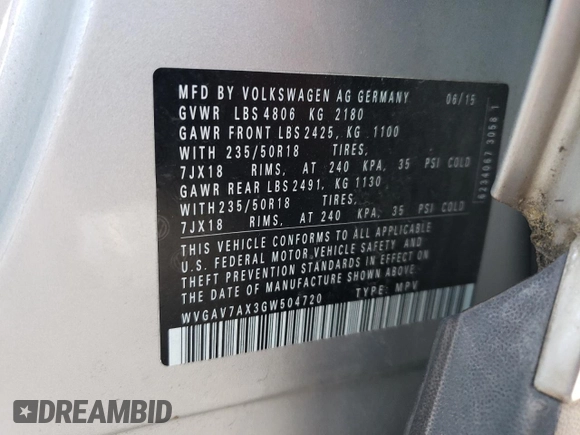 MFD BY VOLKSWAGEN AG GERMANY 06/15
GVWR LBS 4806 KG 2180
GAWR FRONT LBS 2425, KG 1100
WITH 235/50R18 TIRES,
7JX18 RIMS, AT 240 KPA, 35 PSI COLD
GAWR REAR LBS 2491, KG 1130
WITH 235/50R18 TIRES,
7JX18 RIMS, AT 240 KPA, 35 PSI COLD
THIS VEHICLE CONFORMS TO ALL APPLICABLE
U.S. FEDERAL MOTOR VEHICLE SAFETY AND
THEFT PREVENTION STANDARDS IN EFFECT ON
THE DATE OF MANUFACTURE SHOWN ABOVE.
WVGAV7AX3GW504720 TYPE: MPV
6214067 30581
DREAMBID